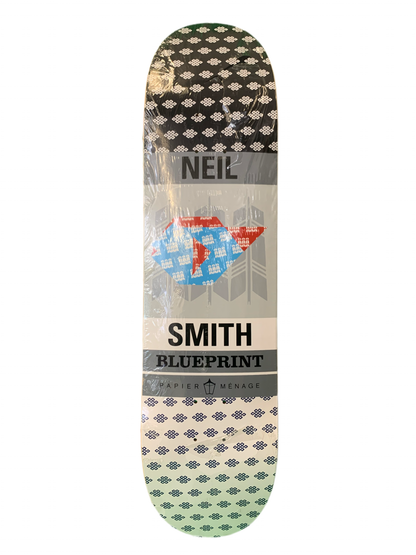 NEIL
SMITH
BLUEPRINT
PAPIER MENAGE